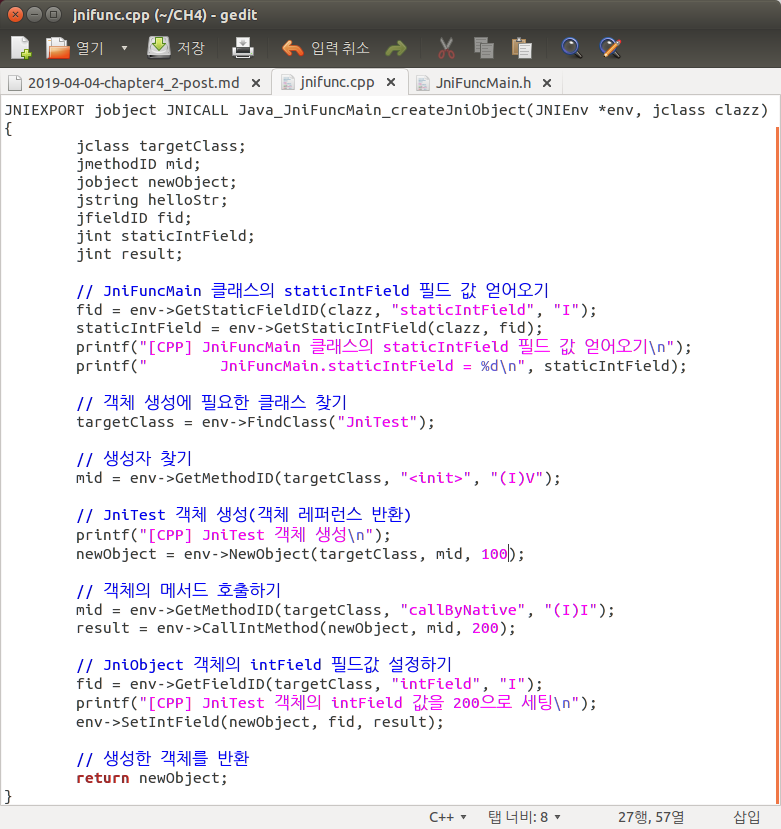 jnifunc.cpp (~/CH4) - gedit
열기 저장 입력 취소
2019-04-04-chapter4_2-post.md jnifunc.cpp JniFuncMain.h
JNIEXPORT jobject JNICALL Java_JniFuncMain_createJniObject(JNIEnv *env, jclass clazz)
{
        jclass targetClass;
        jmethodID mid;
        jobject newObject;
        jstring helloStr;
        jfieldID fid;
        jint staticIntField;
        jint result;
        // JniFuncMain 클래스의 staticIntField 필드 값 얻어오기
        fid = env->GetStaticFieldID(clazz, "staticIntField", "I");
        staticIntField = env->GetStaticIntField(clazz, fid);
        printf("[CPP] JniFuncMain 클래스의 staticIntField 필드 값 얻어오기\n");
        printf("        JniFuncMain.staticIntField = %d\n", staticIntField);
        // 객체 생성에 필요한 클래스 찾기
        targetClass = env->FindClass("JniTest");
        // 생성자 찾기
        mid = env->GetMethodID(targetClass, "<init>", "(I)V");
        // JniTest 객체 생성(객체 레퍼런스 반환)
        printf("[CPP] JniTest 객체 생성\n");
        newObject = env->NewObject(targetClass, mid, 100);
        // 객체의 메서드 호출하기
        mid = env->GetMethodID(targetClass, "callByNative", "(I)I");
        result = env->CallIntMethod(newObject, mid, 200);
        // JniObject 객체의 intField 필드값 설정하기
        fid = env->GetFieldID(targetClass, "intField", "I");
        printf("[CPP] JniTest 객체의 intField 값을 200으로 세팅\n");
        env->SetIntField(newObject, fid, result);
        // 생성한 객체를 반환
        return newObject;
}
C++ 탭 너비: 8 27행, 57열 삽입